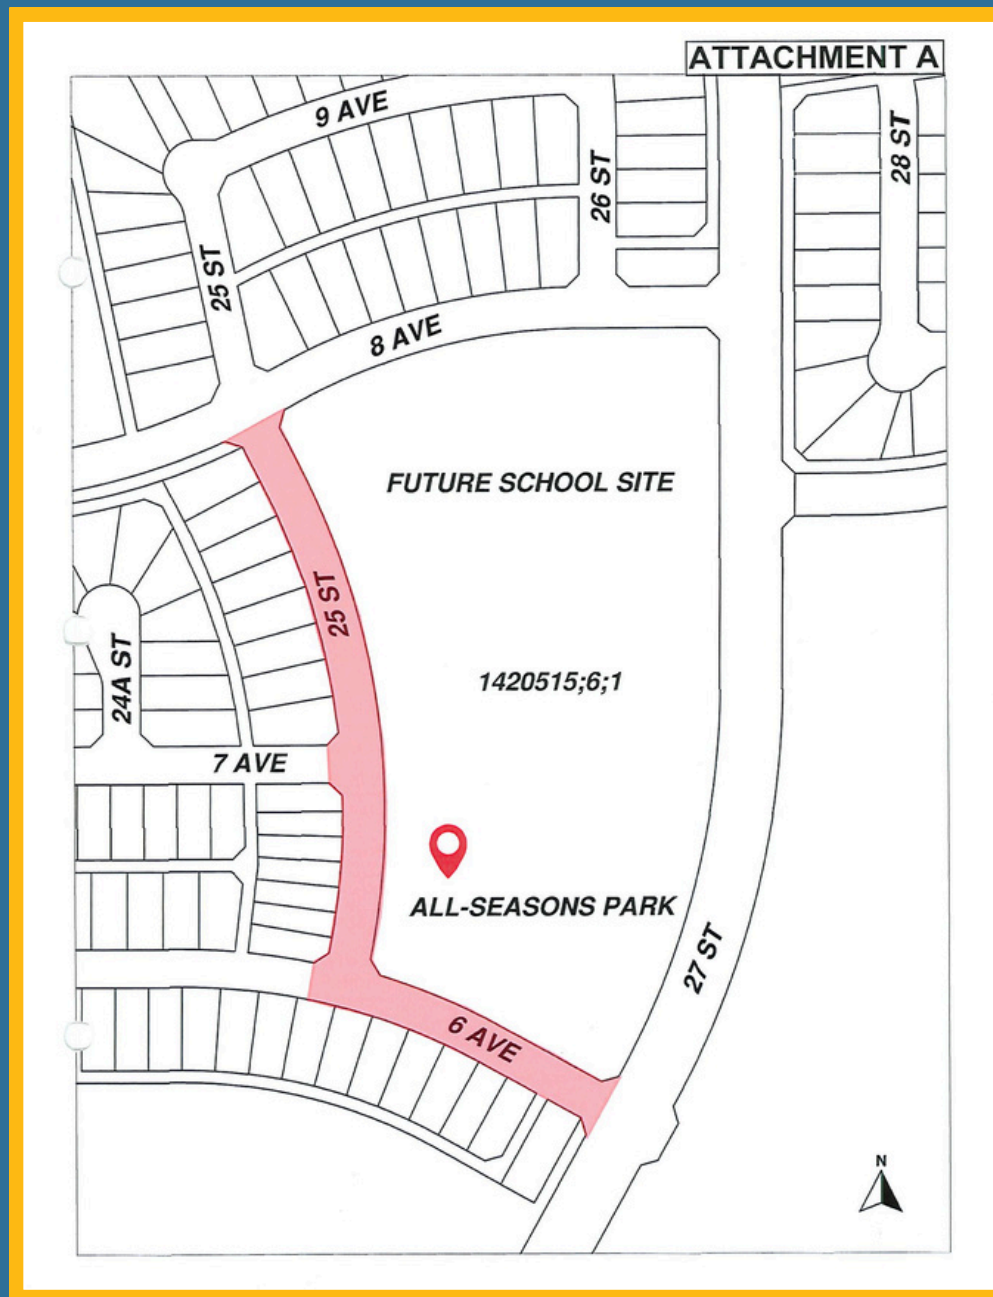 ATTACHMENT A
9 AVE
28 ST
26 ST
25 ST
8 AVE
FUTURE SCHOOL SITE
25 ST
24A ST
1420515;6;1
7 AVE
ALL-SEASONS PARK
27 ST
6 AVE
N